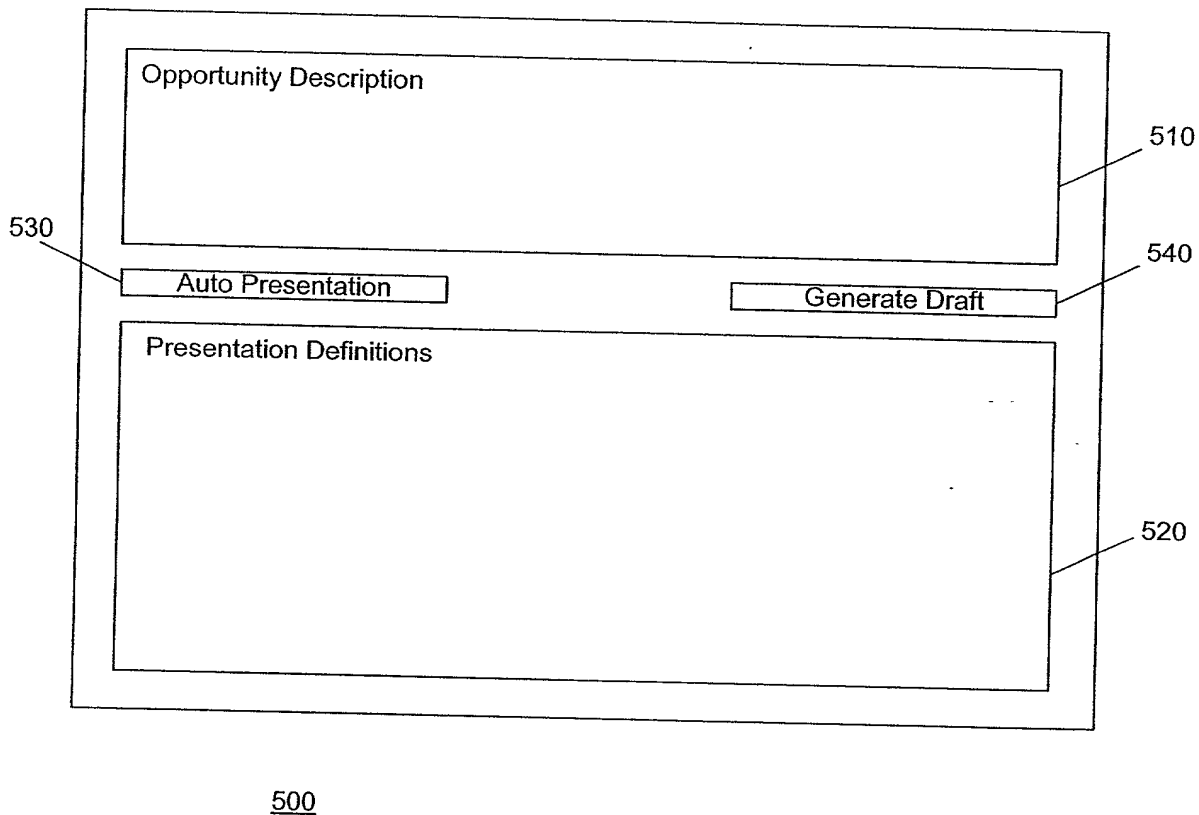 Opportunity Description
510
530
540
Auto Presentation
Generate Draft
Presentation Definitions
520
500